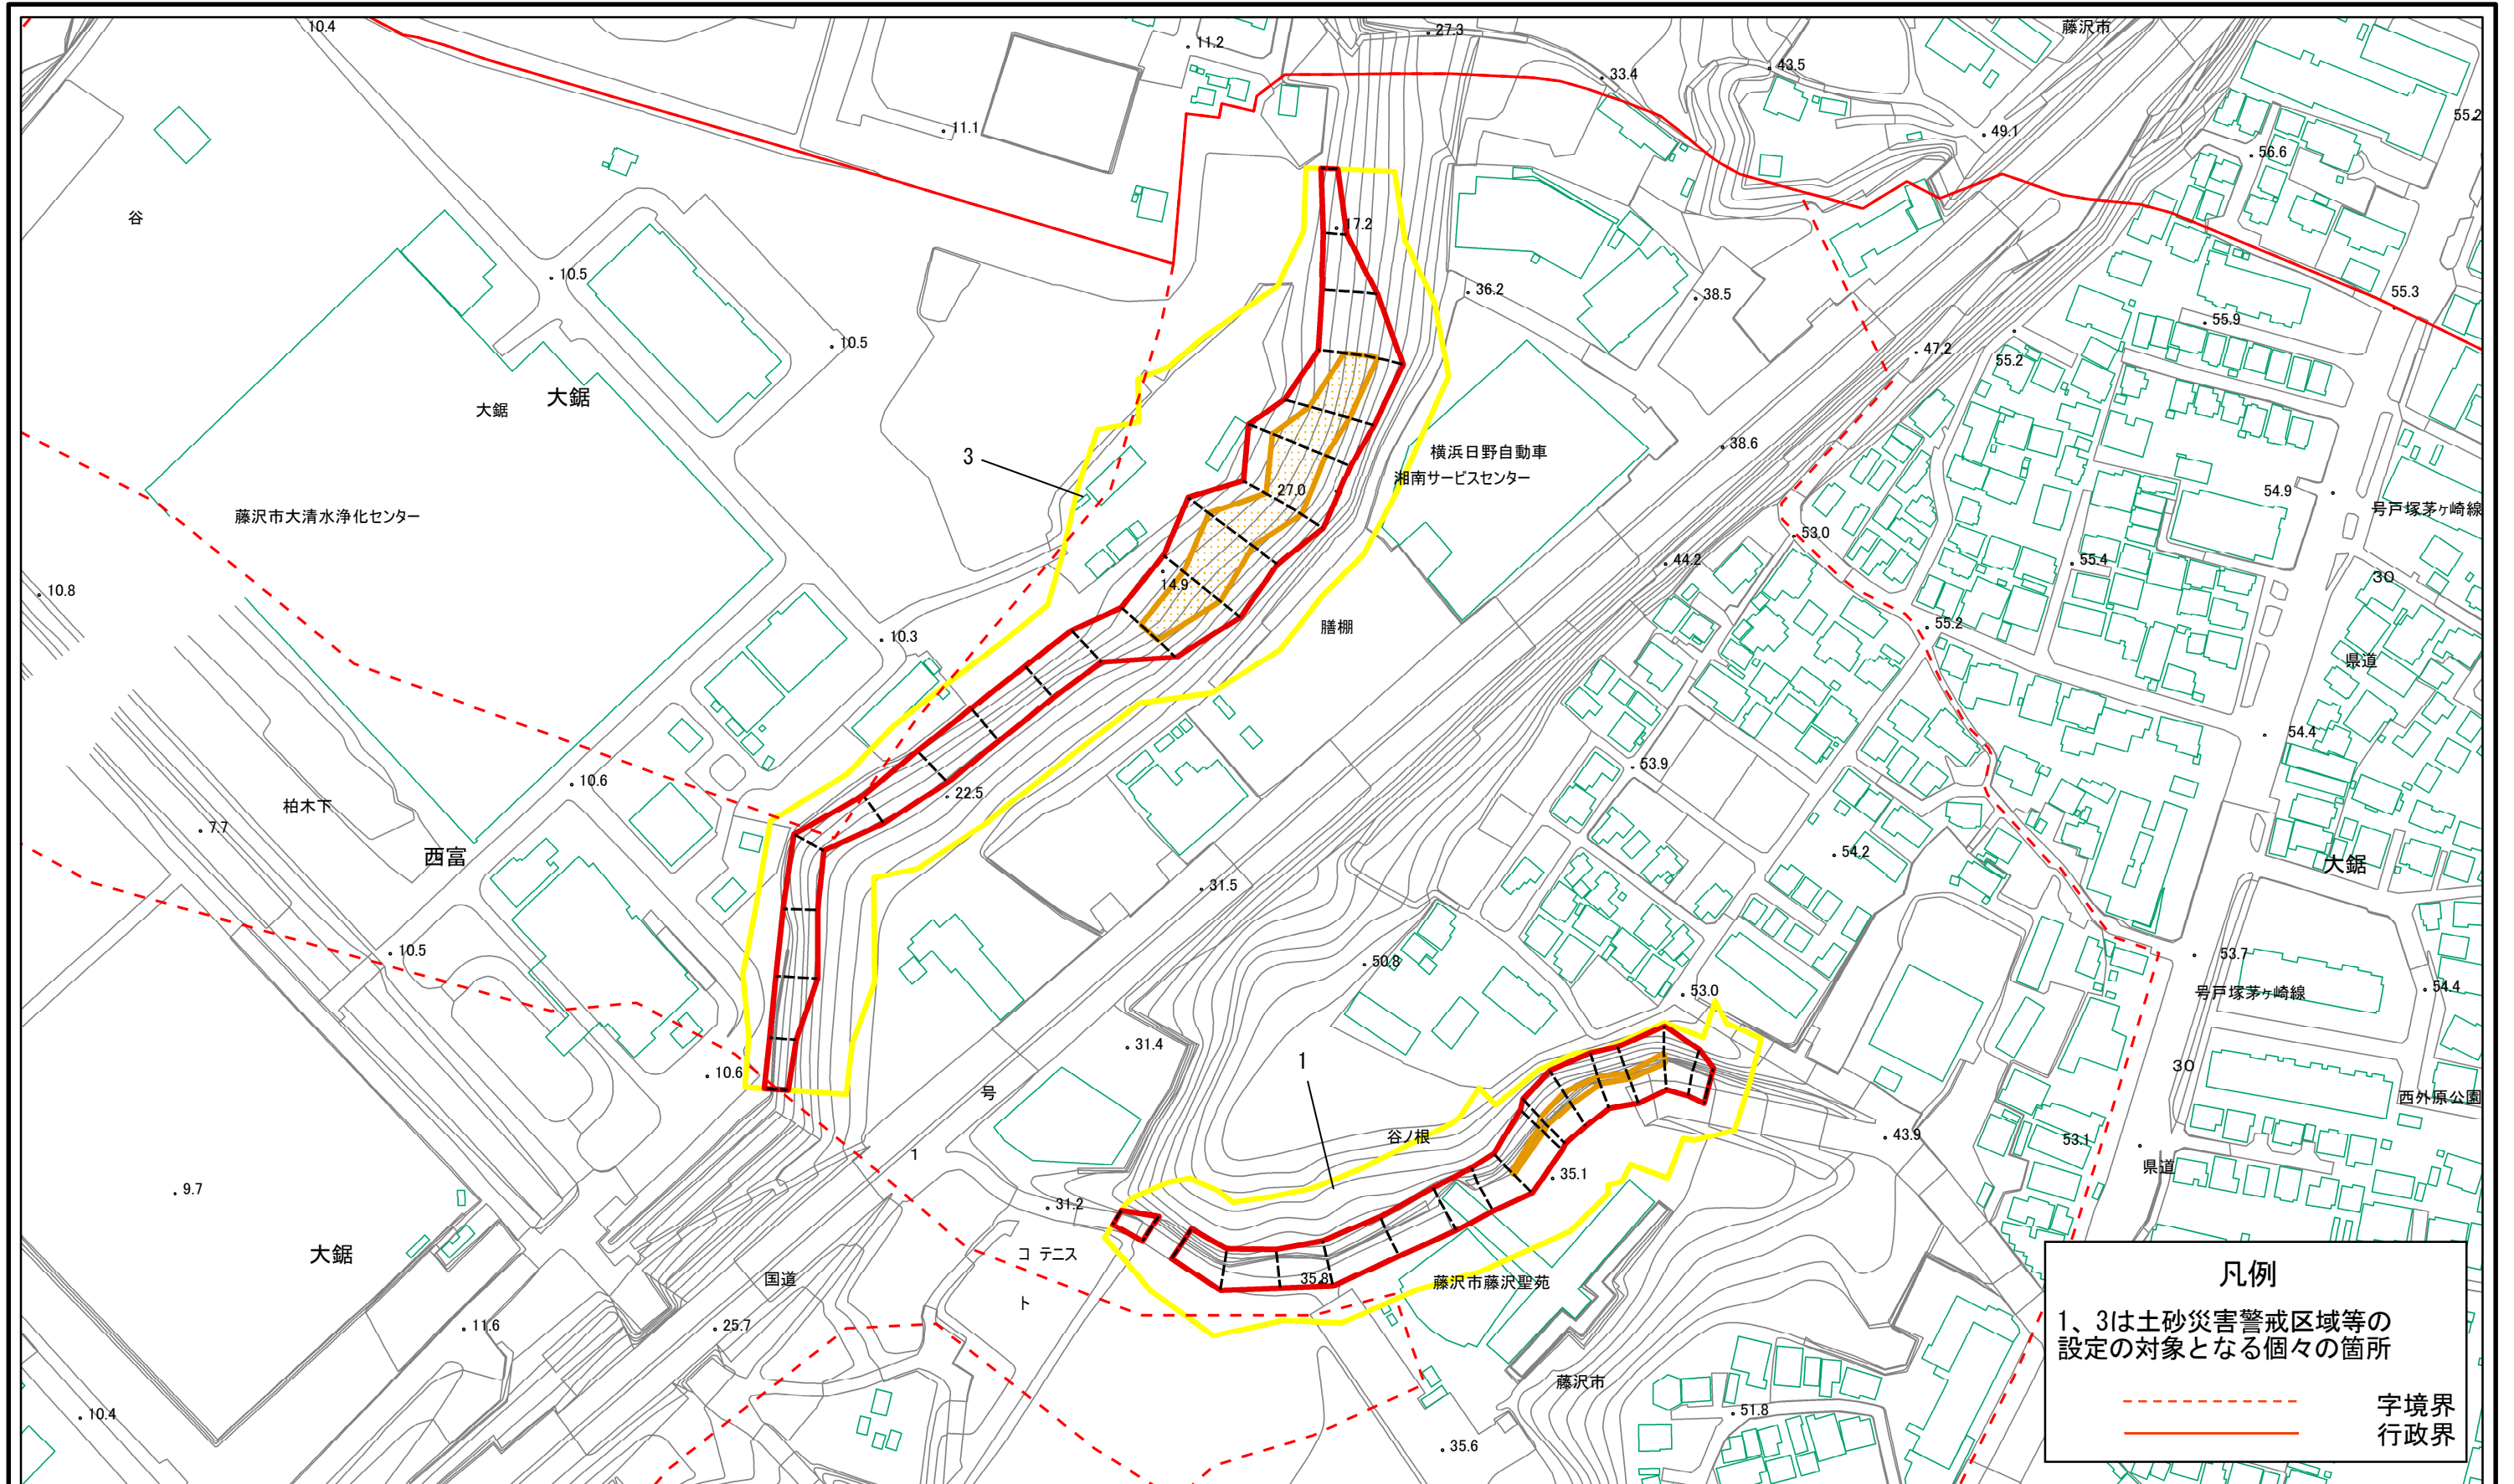 10.4
11.2
27.3
藤沢市
43.5
33.4
55.2
11.1
49.1
56.6
谷
17.2
10.5
36.2
38.5
55.3
55.9
10.5
47.2
55.2
大鋸
大鋸
3
38.6
横浜日野自動車
湘南サービスセンター
27.0
54.9
号戸塚茅ヶ崎線
藤沢市大清水浄化センター
53.0
44.2
55.4
30
14.9
10.8
10.3
膳棚
55.2
県道
54.4
53.9
10.6
22.5
柏木下
7.7
西富
54.2
大鋸
31.5
10.5
50.8
53.7
53.0
号戸塚茅ヶ崎線
54.4
31.4
1
10.6
30
号
西外原公園
谷ノ根
43.9
53.1
1
県道
35.1
9.7
31.2
大鋸
コ テニス
国道
35.8
藤沢市藤沢聖苑
ト
11.6
25.7
藤沢市
10.4
51.8
35.6
凡例
1、3は土砂災害警戒区域等の
設定の対象となる個々の箇所
字境界
行政界